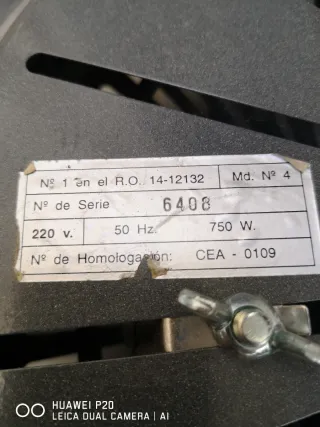 Nº 1 en el R.O. 14-12132 Md. Nº 4
Nº de Serie 6408
220 v. 50 Hz. 750 W.
Nº de Homologación: CEA - 0109
HUAWEI P20
LEICA DUAL CAMERA | AI